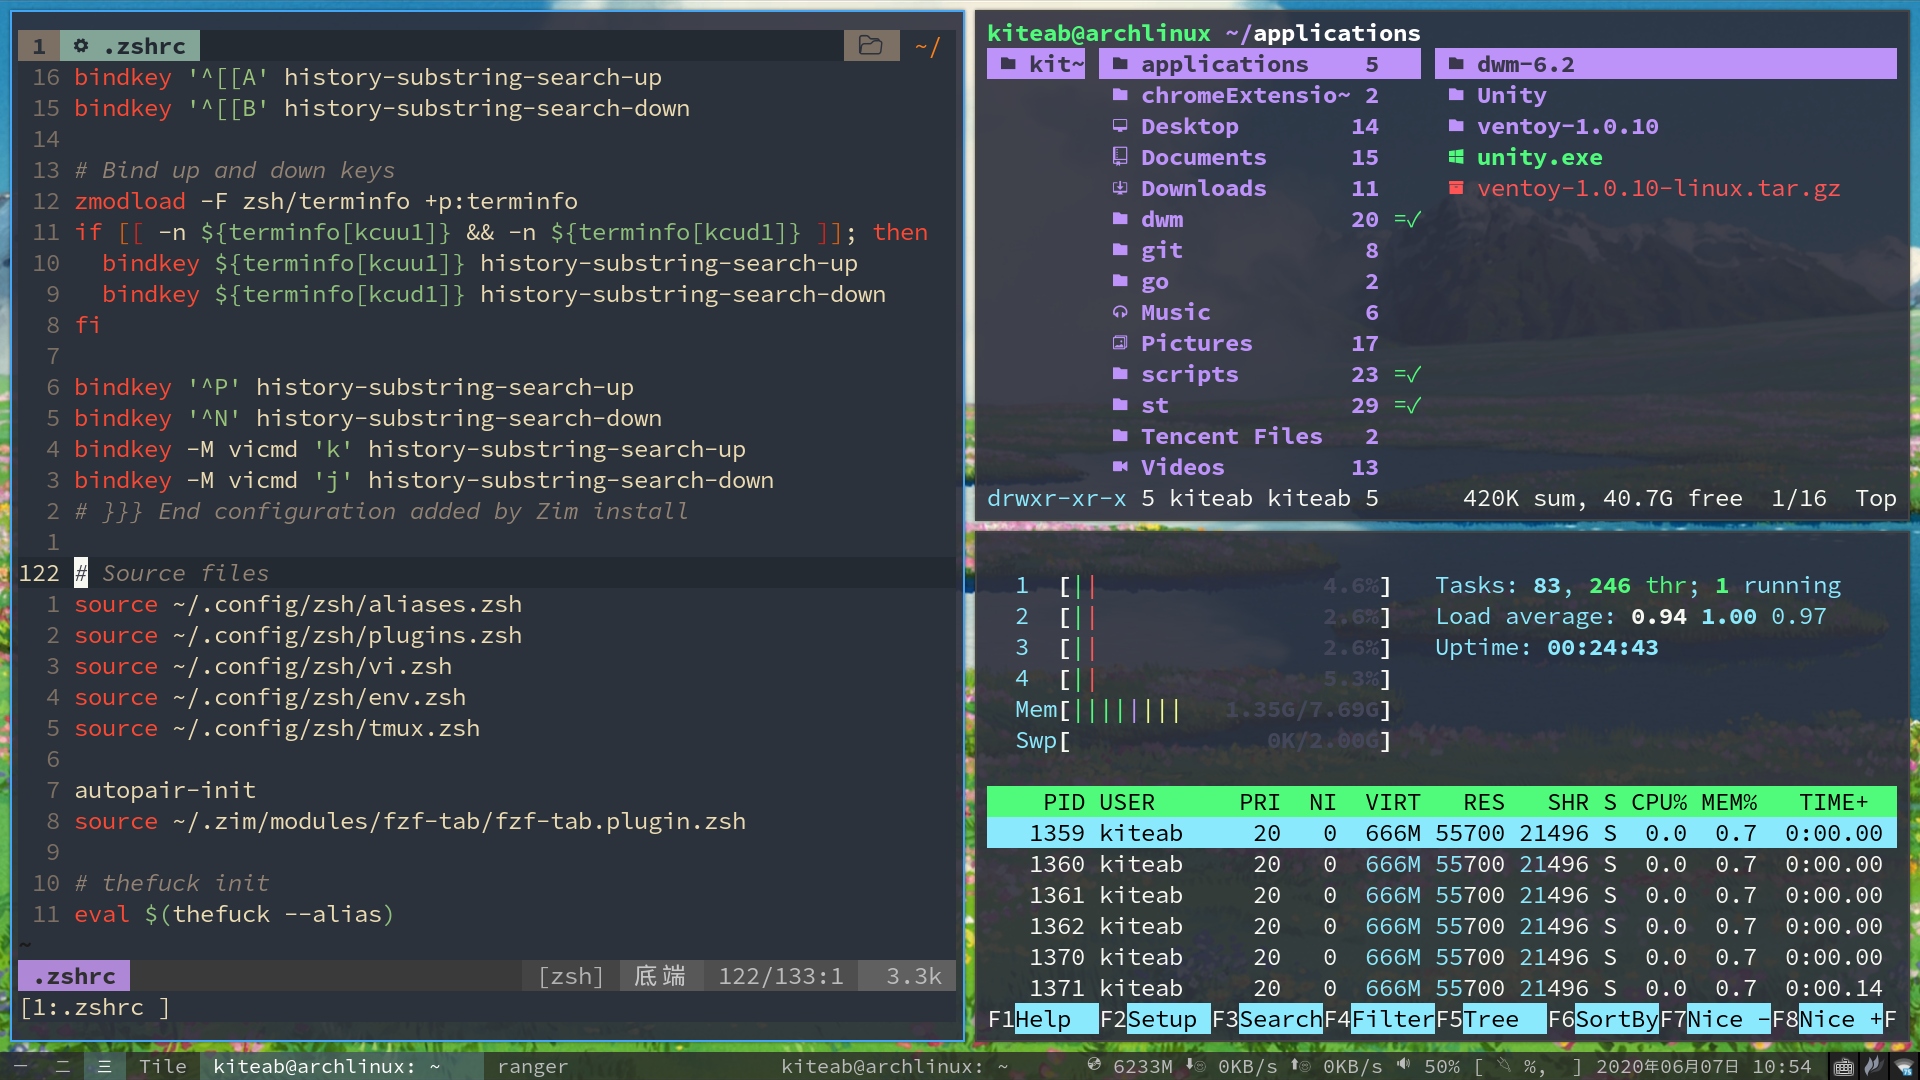 1 .zshrc ~/
16 bindkey '^[[A' history-substring-search-up
15 bindkey '^[[B' history-substring-search-down
14
13 # Bind up and down keys
12 zmodload -F zsh/terminfo +p:terminfo
11 if [[ -n ${terminfo[kcuu1]} && -n ${terminfo[kcud1]} ]]; then
10   bindkey ${terminfo[kcuu1]} history-substring-search-up
9   bindkey ${terminfo[kcud1]} history-substring-search-down
8 fi
7
6 bindkey '^P' history-substring-search-up
5 bindkey '^N' history-substring-search-down
4 bindkey -M vicmd 'k' history-substring-search-up
3 bindkey -M vicmd 'j' history-substring-search-down
2 # }}} End configuration added by Zim install
1
122 # Source files
1 source ~/.config/zsh/aliases.zsh
2 source ~/.config/zsh/plugins.zsh
3 source ~/.config/zsh/vi.zsh
4 source ~/.config/zsh/env.zsh
5 source ~/.config/zsh/tmux.zsh
6
7 autopair-init
8 source ~/.zim/modules/fzf-tab/fzf-tab.plugin.zsh
9
10 # thefuck init
11 eval $(thefuck --alias)
~
.zshrc [zsh] 底端 122/133:1 3.3k
[1:.zshrc ]
kiteab@archlinux ~/applications
kit~ applications 5 dwm-6.2
chromeExtensio~ 2 Unity
Desktop 14 ventoy-1.0.10
Documents 15 unity.exe
Downloads 11 ventoy-1.0.10-linux.tar.gz
dwm 20 =✓
git 8
go 2
Music 6
Pictures 17
scripts 23 =✓
st 29 =✓
Tencent Files 2
Videos 13
drwxr-xr-x 5 kiteab kiteab 5 420K sum, 40.7G free 1/16 Top
1 [|| 4.6%] Tasks: 83, 246 thr; 1 running
2 [|| 2.6%] Load average: 0.94 1.00 0.97
3 [|| 2.6%] Uptime: 00:24:43
4 [|| 5.3%]
Mem[|||||||| 1.35G/7.69G]
Swp[ 0K/2.00G]
PID USER PRI NI VIRT RES SHR S CPU% MEM% TIME+
1359 kiteab 20 0 666M 55700 21496 S 0.0 0.7 0:00.00
1360 kiteab 20 0 666M 55700 21496 S 0.0 0.7 0:00.00
1361 kiteab 20 0 666M 55700 21496 S 0.0 0.7 0:00.00
1362 kiteab 20 0 666M 55700 21496 S 0.0 0.7 0:00.00
1370 kiteab 20 0 666M 55700 21496 S 0.0 0.7 0:00.00
1371 kiteab 20 0 666M 55700 21496 S 0.0 0.7 0:00.14
F1Help F2Setup F3SearchF4FilterF5Tree F6SortByF7Nice -F8Nice +F
一 二 三 Tile kiteab@archlinux: ~ ranger kiteab@archlinux: ~ 6233M 0KB/s 0KB/s 50% [ %, ] 2020年06月07日 10:54